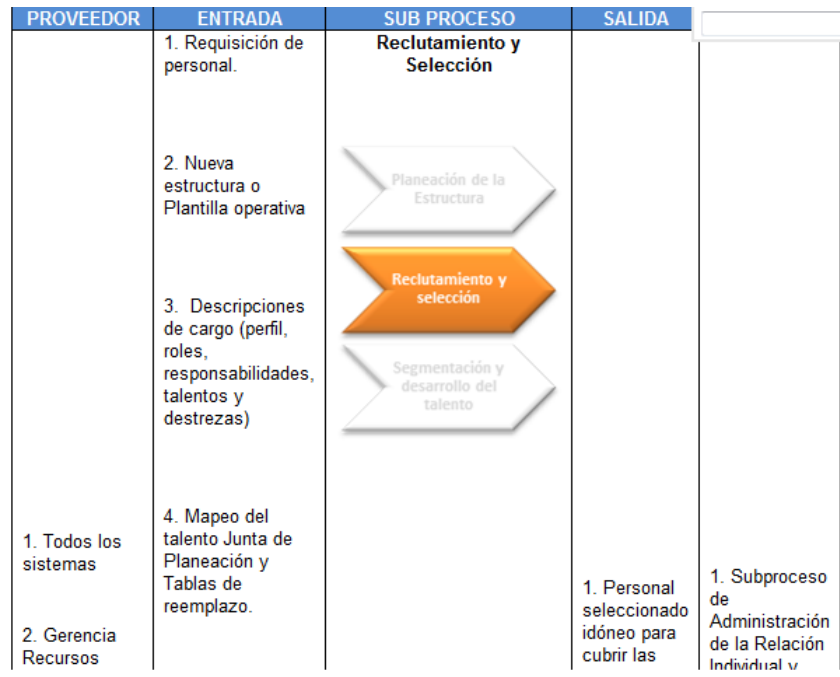 PROVEEDOR
ENTRADA
SUB PROCESO
SALIDA
1. Requisición de
personal.
2. Nueva
estructura o
Plantilla operativa
3. Descripciones
de cargo (perfil,
roles,
responsabilidades,
talentos y
destrezas)
4. Mapeo del
talento Junta de
Planeación y
Tablas de
reemplazo.
Reclutamiento y
Selección
Planeación de la
Estructura
Reclutamiento y
selección
Segmentación y
desarrollo del
talento
1. Todos los
sistemas
2. Gerencia
Recursos
1. Personal
seleccionado
idóneo para
cubrir las
1. Subproceso
de
Administración
de la Relación
Individual y